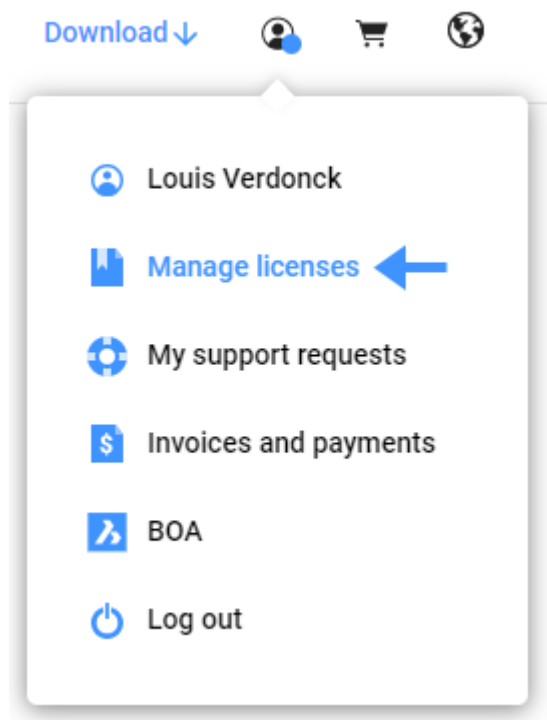 Download
Louis Verdonck
Manage licenses
My support requests
$
Invoices and payments
BOA
Log out